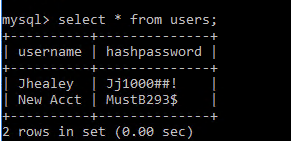 mysql> select * from users;
+----------+--------------+
| username | hashpassword |
+----------+--------------+
| Jhealey  | Jj1000##!    |
| New Acct | MustB293$    |
+----------+--------------+
2 rows in set (0.00 sec)